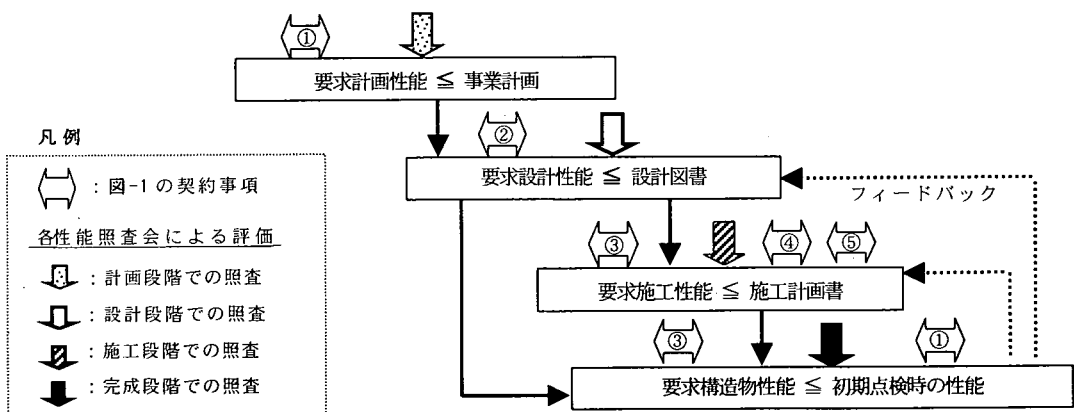 ①
要求計画性能 ≦ 事業計画
②
要求設計性能 ≦ 設計図書
フィードバック
③ ④ ⑤
要求施工性能 ≦ 施工計画書
③ ①
要求構造物性能 ≦ 初期点検時の性能
凡例
：図-1の契約事項
各性能照査会による評価
：計画段階での照査
：設計段階での照査
：施工段階での照査
：完成段階での照査